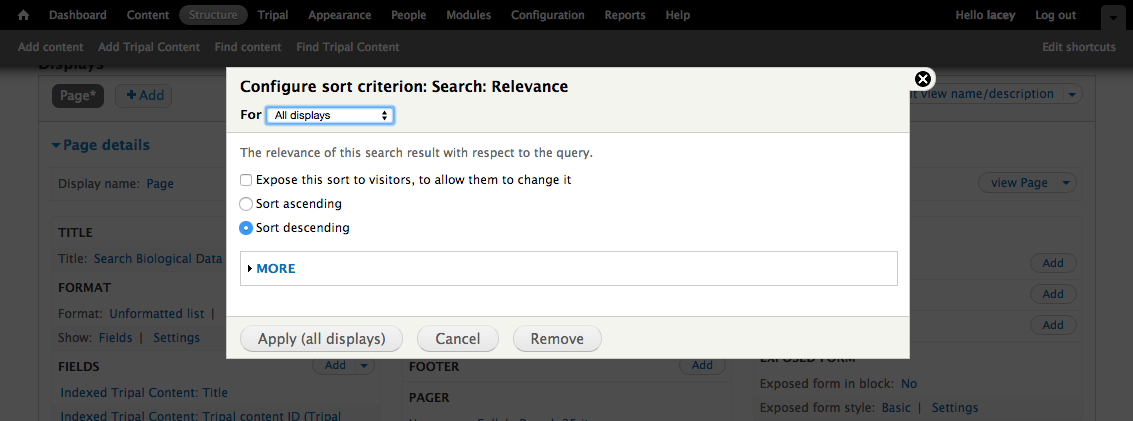 Dashboard Content Structure Tripal Appearance People Modules Configuration Reports Help Hello lacey Log out
Add content Add Tripal Content Find content Find Tripal Content Edit shortcuts
Displays
Page* + Add view name/description
Configure sort criterion: Search: Relevance
For All displays
The relevance of this search result with respect to the query.
Expose this sort to visitors, to allow them to change it
Sort ascending
Sort descending
MORE
Apply (all displays) Cancel Remove
Page details
Display name: Page view Page
TITLE
Title: Search Biological Data
FORMAT
Format: Unformatted list |
Show: Fields | Settings
FIELDS Add
Indexed Tripal Content: Title
Indexed Tripal Content: Tripal content ID (Tripal
FOOTER Add
PAGER
Add
Add
Add
EXPOSED FORM
Exposed form in block: No
Exposed form style: Basic | Settings